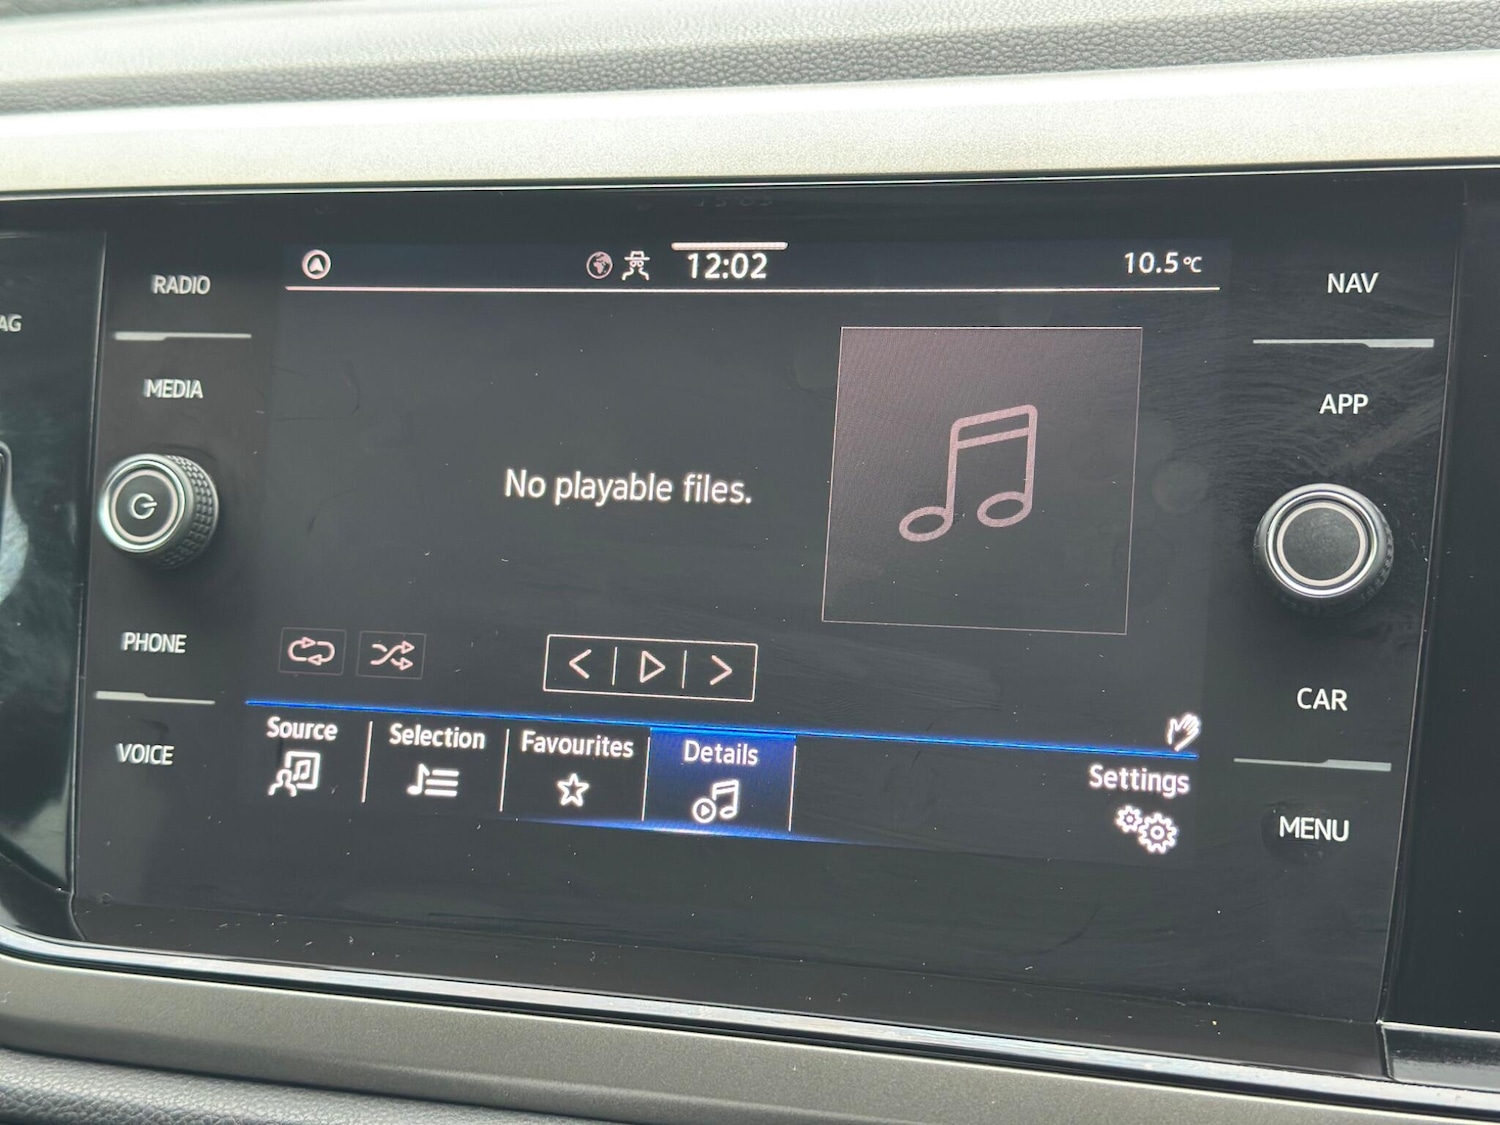 12:02
10.5°C
RADIO
NAV
AG
MEDIA
APP
No playable files.
PHONE
CAR
VOICE
Source
Selection
Favourites
Details
Settings
MENU